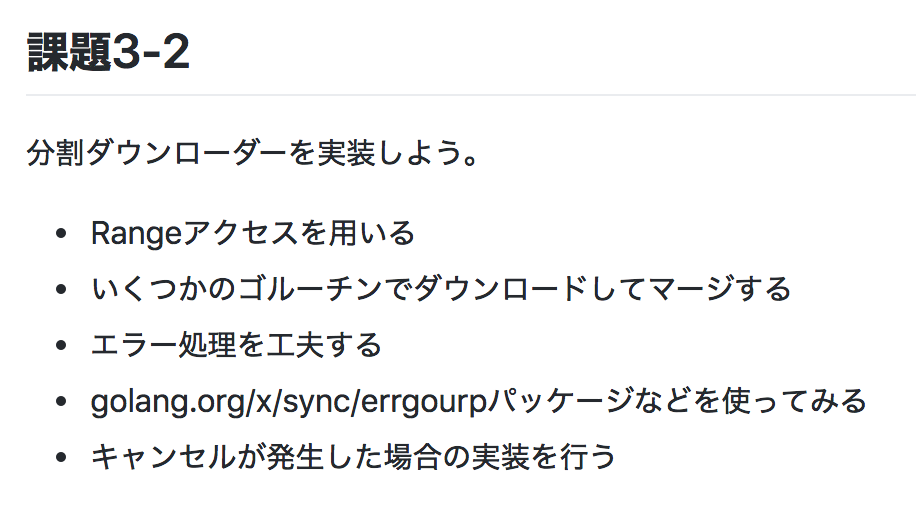 課題3-2
分割ダウンローダーを実装しよう。
• Rangeアクセスを用いる
• いくつかのゴルーチンでダウンロードしてマージする
• エラー処理を工夫する
• golang.org/x/sync/errgourpパッケージなどを使ってみる
• キャンセルが発生した場合の実装を行う